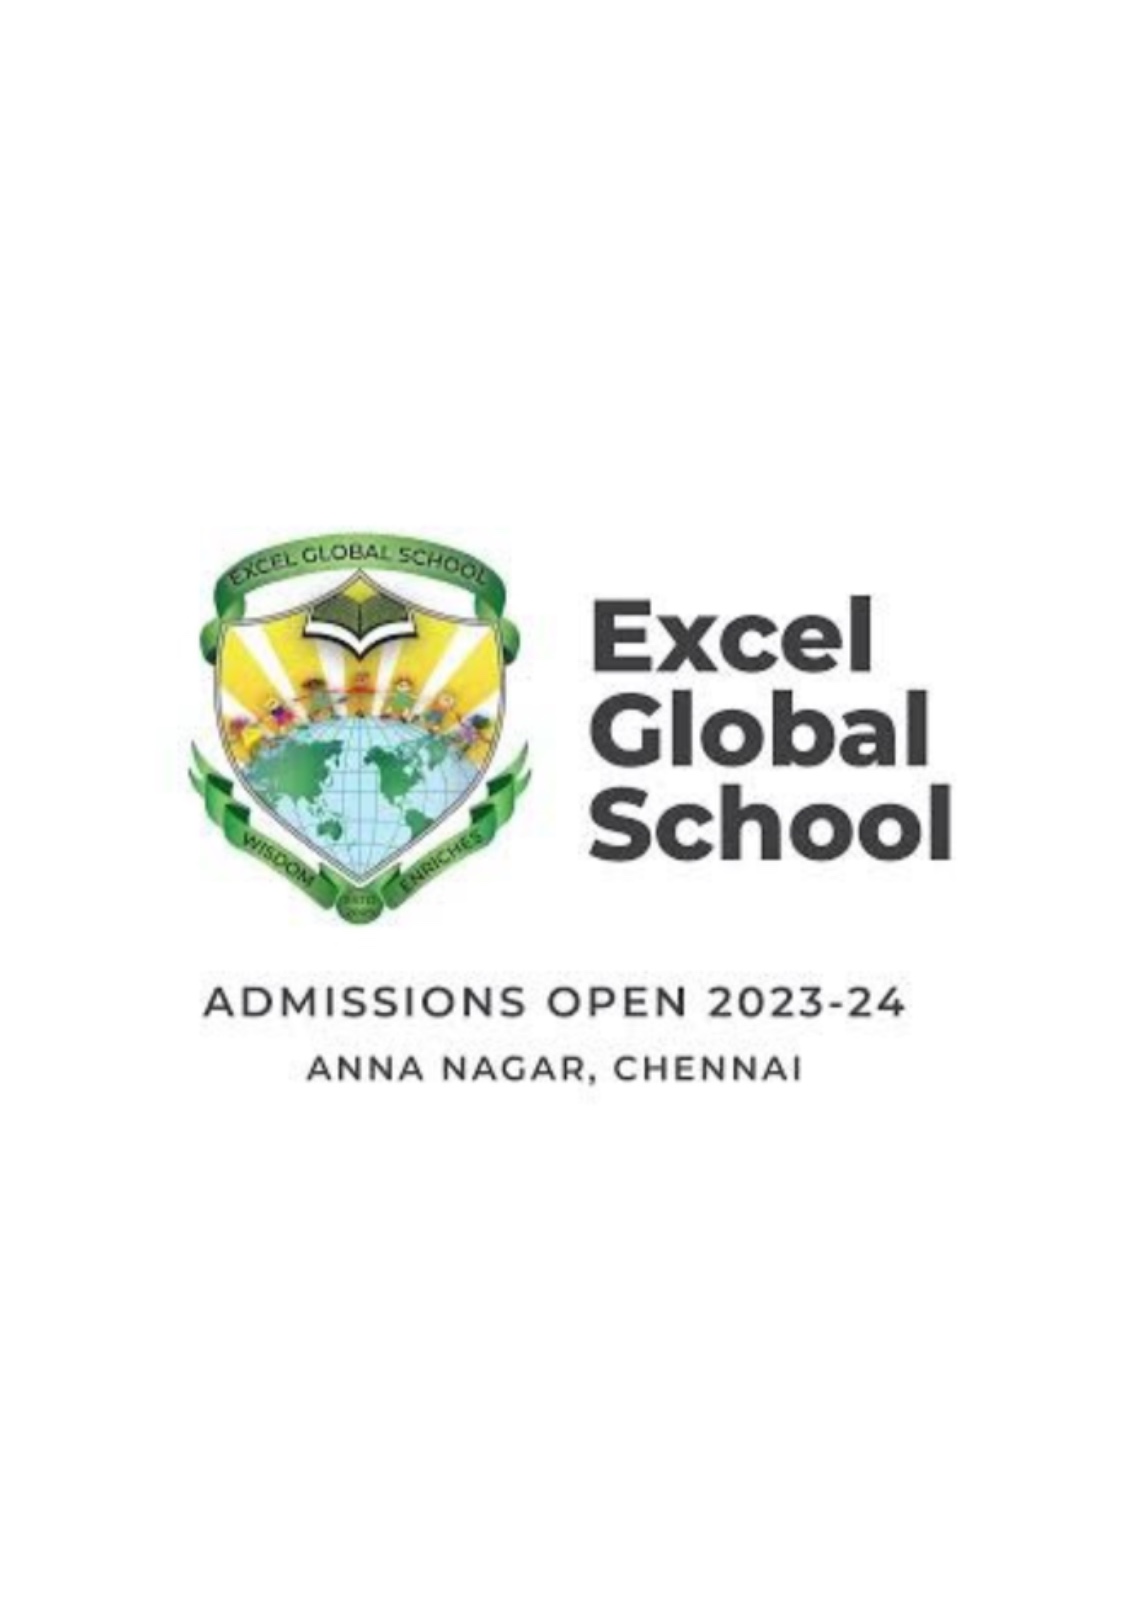 EXCEL GLOBAL SCHOOL
WISDOM
ENRICHES
Excel
Global
School
ADMISSIONS OPEN 2023-24
ANNA NAGAR, CHENNAI